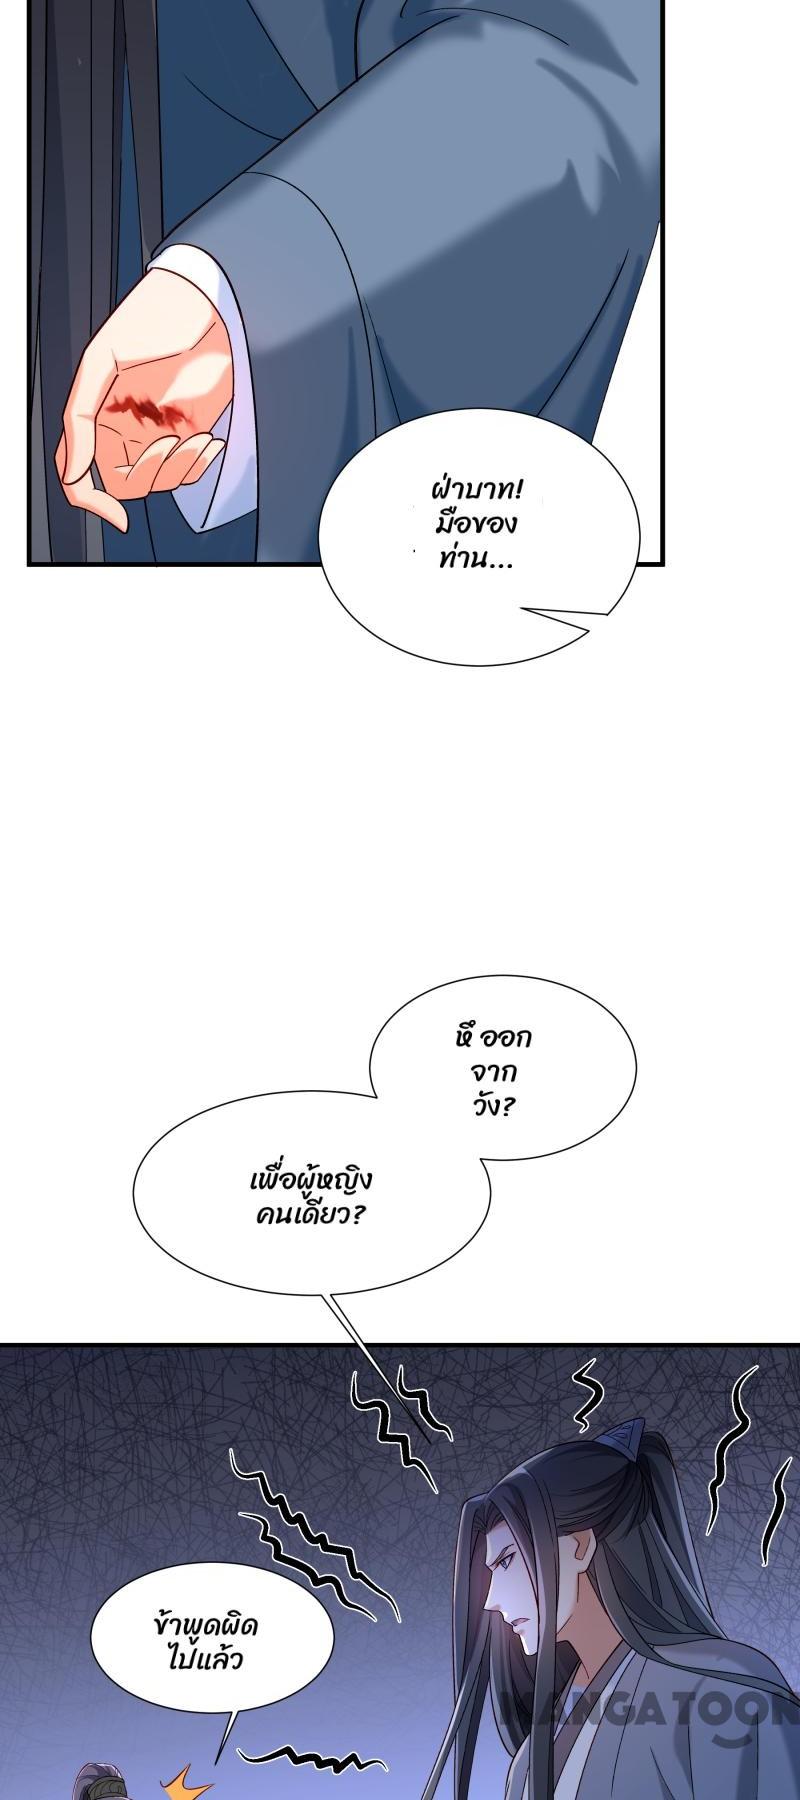 ฝ่าบาท!
มือของ
ท่าน...
หึ ออก
จาก
วัง?
เพื่อผู้หญิง
คนเดียว?
ข้าพูดผิด
ไปแล้ว
MANGATOON